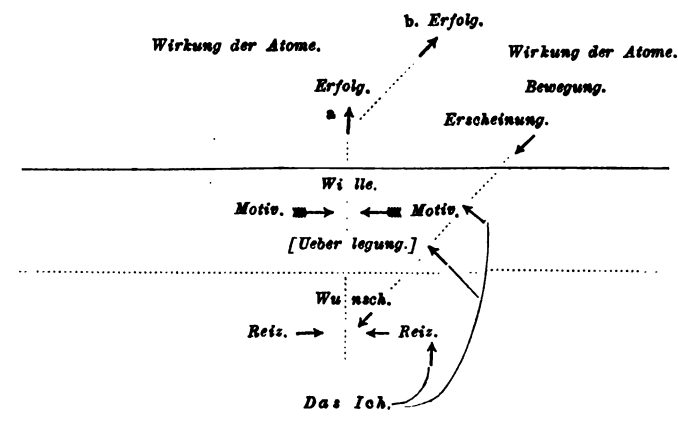 b. Erfolg.
Wirkung der Atome.
Wirkung der Atome.
Erfolg.
Bewegung.
a
Erscheinung.
Wi lle.
Motiv. Motiv.
[Ueber legung.]
Wu nsch.
Reiz. Reiz.
Das Ich.